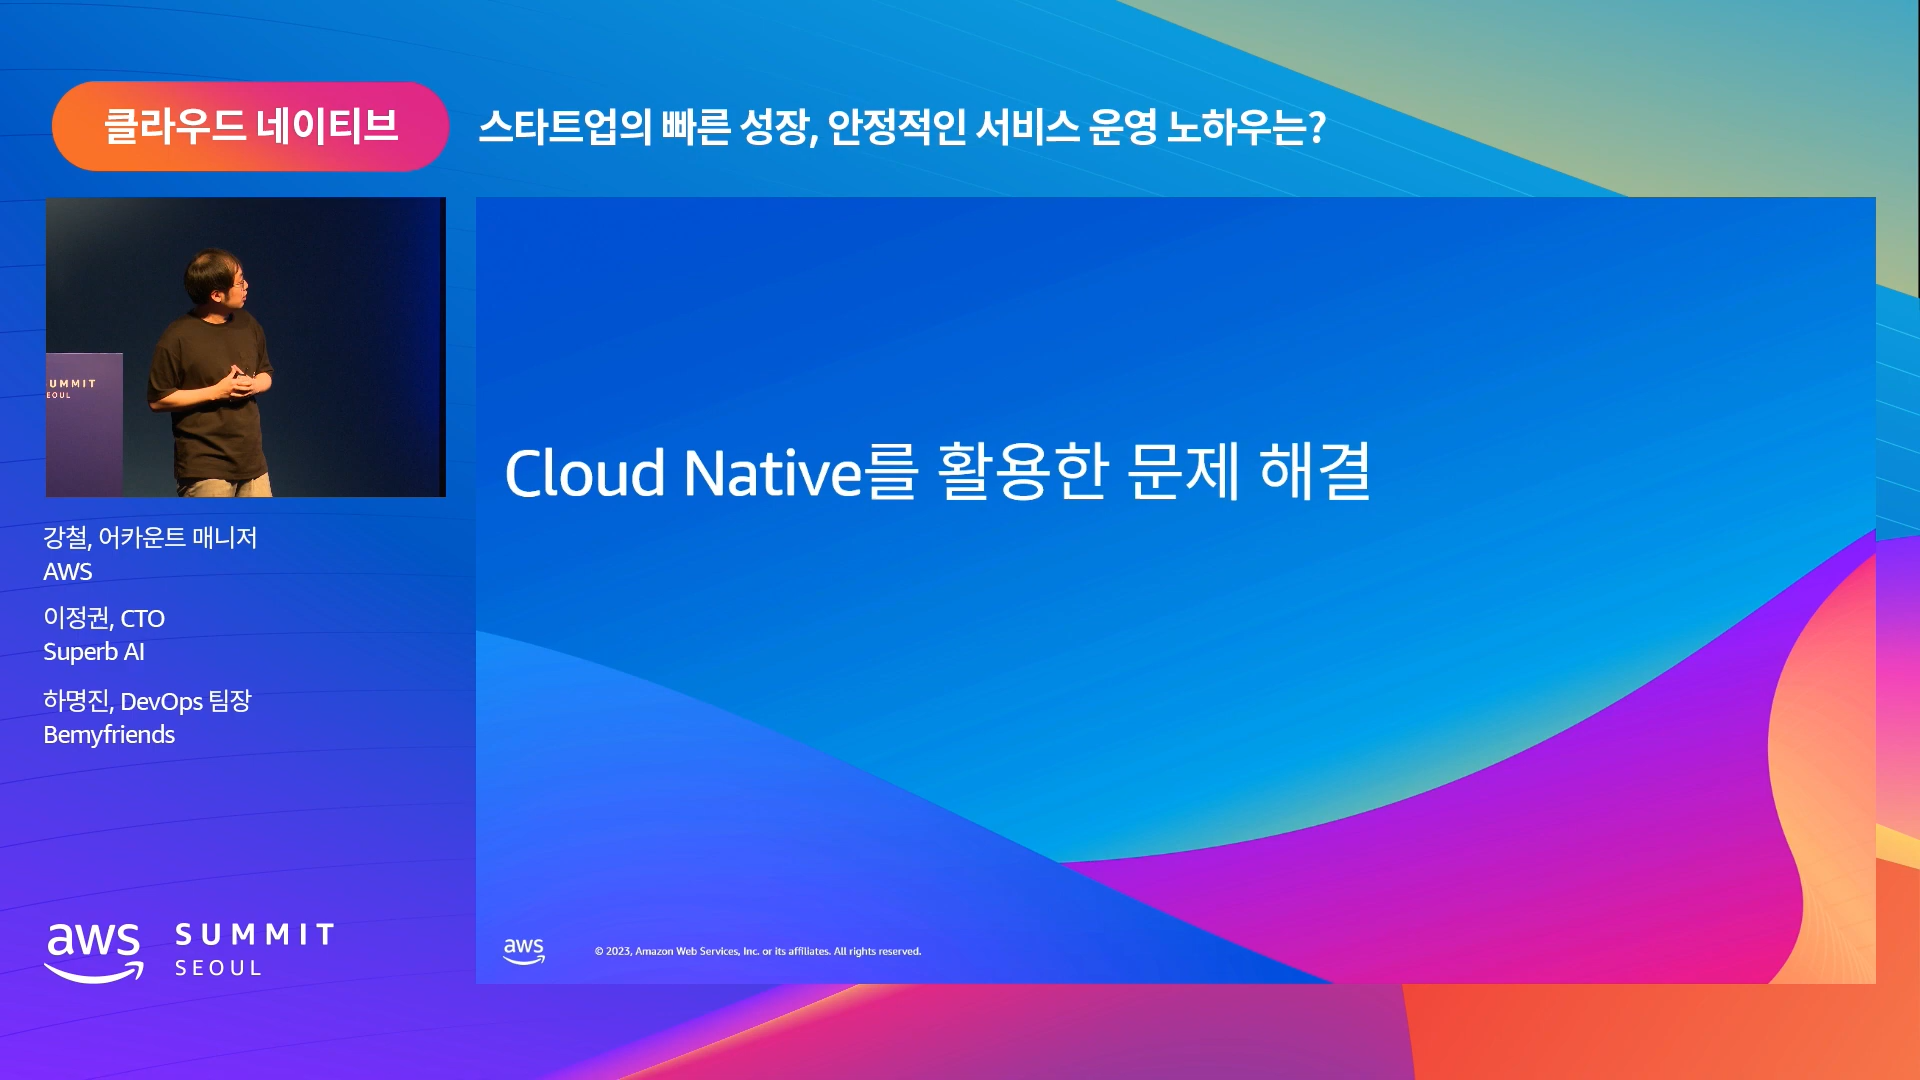 클라우드 네이티브
스타트업의 빠른 성장, 안정적인 서비스 운영 노하우는?
UMMIT
EOUL
강철, 어카운트 매니저
AWS
이정권, CTO
Superb AI
하명진, DevOps 팀장
Bemyfriends
aws SUMMIT
SEOUL
Cloud Native를 활용한 문제 해결
aws
© 2023, Amazon Web Services, Inc. or its affiliates. All rights reserved.